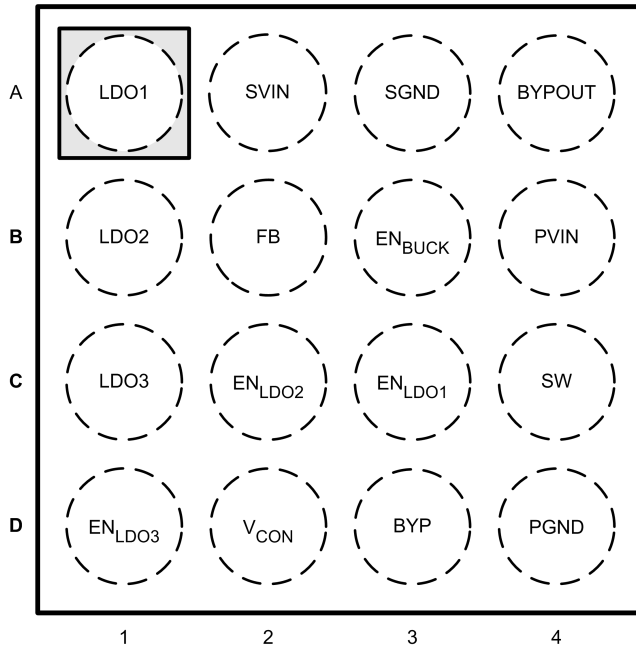 A LDO1 SVIN SGND BYPOUT
B LDO2 FB EN_BUCK PVIN
C LDO3 EN_LDO2 EN_LDO1 SW
D EN_LDO3 V_CON BYP PGND
1 2 3 4